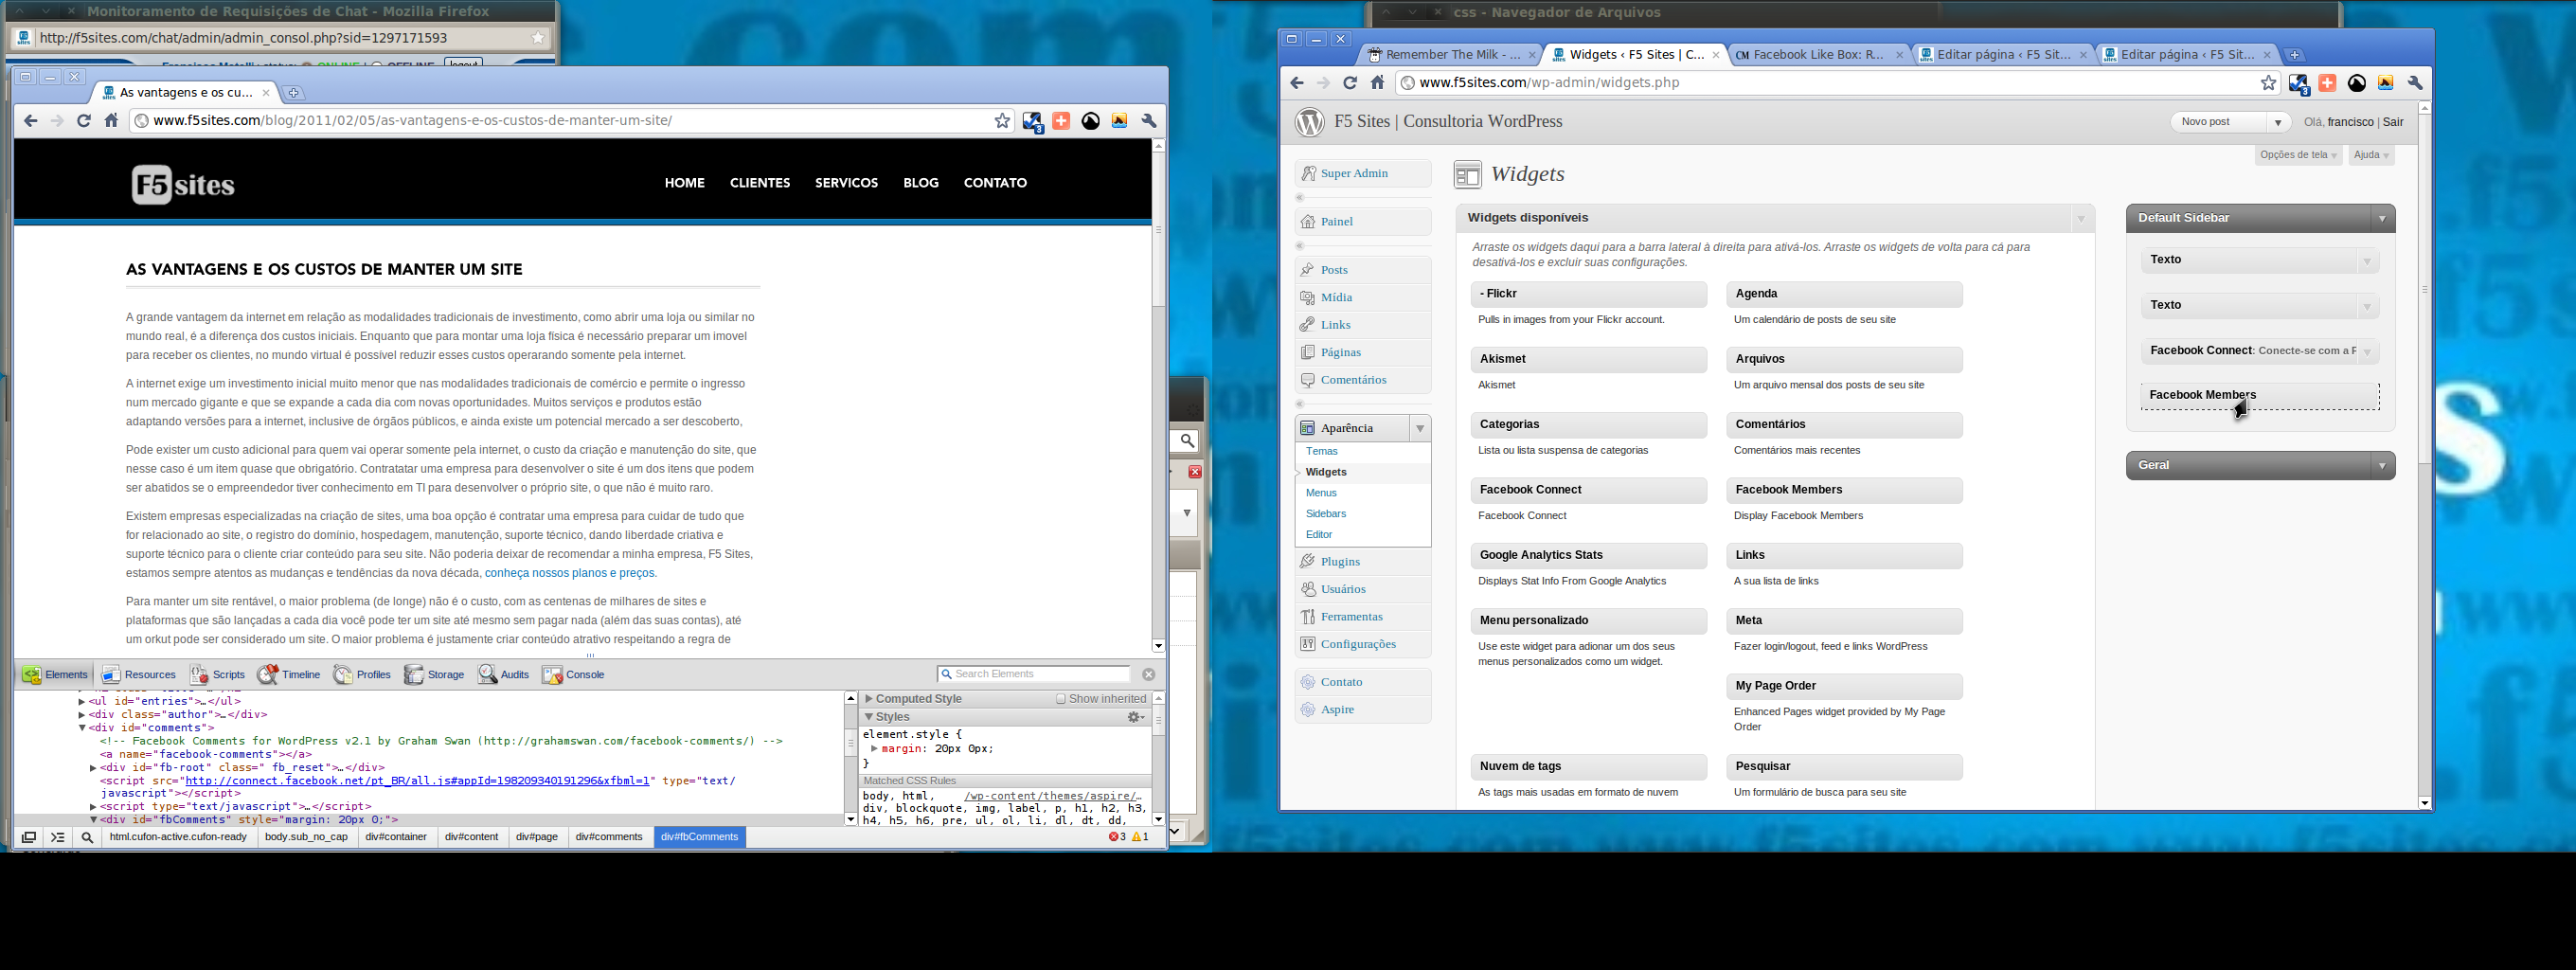 Monitoramento de Requisições de Chat - Mozilla Firefox
http://f5sites.com/chat/admin/admin_consol.php?sid=1297171593
As vantagens e os cu...
www.f5sites.com/blog/2011/02/05/as-vantagens-e-os-custos-de-manter-um-site/
F5 sites
HOME CLIENTES SERVICOS BLOG CONTATO
AS VANTAGENS E OS CUSTOS DE MANTER UM SITE
A grande vantagem da internet em relação as modalidades tradicionais de investimento, como abrir uma loja ou similar no
mundo real, é a diferença dos custos iniciais. Enquanto que para montar uma loja física é necessário preparar um imovel
para receber os clientes, no mundo virtual é possível reduzir esses custos operarando somente pela internet.
A internet exige um investimento inicial muito menor que nas modalidades tradicionais de comércio e permite o ingresso
num mercado gigante e que se expande a cada dia com novas oportunidades. Muitos serviços e produtos estão
adaptando versões para a internet, inclusive de órgãos públicos, e ainda existe um potencial mercado a ser descoberto,
Pode existir um custo adicional para quem vai operar somente pela internet, o custo da criação e manutenção do site, que
nesse caso é um item quase que obrigatório. Contratatar uma empresa para desenvolver o site é um dos itens que podem
ser abatidos se o empreendedor tiver conhecimento em TI para desenvolver o próprio site, o que não é muito raro.
Existem empresas especializadas na criação de sites, uma boa opção é contratar uma empresa para cuidar de tudo que
for relacionado ao site, o registro do domínio, hospedagem, manutenção, suporte técnico, dando liberdade criativa e
suporte técnico para o cliente criar conteúdo para seu site. Não poderia deixar de recomendar a minha empresa, F5 Sites,
estamos sempre atentos as mudanças e tendências da nova década, conheça nossos planos e preços.
Para manter um site rentável, o maior problema (de longe) não é o custo, com as centenas de milhares de sites e
plataformas que são lançadas a cada dia você pode ter um site até mesmo sem pagar nada (além das suas contas), até
um orkut pode ser considerado um site. O maior problema é justamente criar conteúdo atrativo respeitando a regra de
Elements Resources Scripts Timeline Profiles Storage Audits Console Search Elements
<ul id="entries">…</ul>
<div class="author">…</div>
<div id="comments">
<!-- Facebook Comments for WordPress v2.1 by Graham Swan (http://grahamswan.com/facebook-comments/) -->
<a name="facebook-comments"></a>
<div id="fb-root" class=" fb_reset">…</div>
<script src="http://connect.facebook.net/pt_BR/all.js#appId=198209340191296&xfbml=1" type="text/
javascript"></script>
<script type="text/javascript">…</script>
<div id="fbComments" style="margin: 20px 0;">
Computed Style Show inherited
Styles
element.style {
margin: 20px 0px;
}
Matched CSS Rules
body, html, /wp-content/themes/aspire/…
div, blockquote, img, label, p, h1, h2, h3,
h4, h5, h6, pre, ul, ol, li, dl, dt, dd,
html.cufon-active.cufon-ready body.sub_no_cap div#container div#content div#page div#comments div#fbComments 3 1
css - Navegador de Arquivos
Remember The Milk - ... Widgets ‹ F5 Sites | C... Facebook Like Box: R... Editar página ‹ F5 Sit... Editar página ‹ F5 Sit...
www.f5sites.com/wp-admin/widgets.php
F5 Sites | Consultoria WordPress
Novo post Olá, francisco | Sair
Opções de tela Ajuda
Super Admin
Painel
Posts
Mídia
Links
Páginas
Comentários
Aparência
Temas
Widgets
Menus
Sidebars
Editor
Plugins
Usuários
Ferramentas
Configurações
Contato
Aspire
Widgets
Widgets disponíveis
Arraste os widgets daqui para a barra lateral à direita para ativá-los. Arraste os widgets de volta para cá para
desativá-los e excluir suas configurações.
- Flickr Agenda
Pulls in images from your Flickr account. Um calendário de posts de seu site
Akismet Arquivos
Akismet Um arquivo mensal dos posts de seu site
Categorias Comentários
Lista ou lista suspensa de categorias Comentários mais recentes
Facebook Connect Facebook Members
Facebook Connect Display Facebook Members
Google Analytics Stats Links
Displays Stat Info From Google Analytics A sua lista de links
Menu personalizado Meta
Use este widget para adionar um dos seus Fazer login/logout, feed e links WordPress
menus personalizados como um widget.
My Page Order
Enhanced Pages widget provided by My Page
Order
Nuvem de tags Pesquisar
As tags mais usadas em formato de nuvem Um formulário de busca para seu site
Default Sidebar
Texto
Texto
Facebook Connect: Conecte-se com a F
Facebook Members
Geral